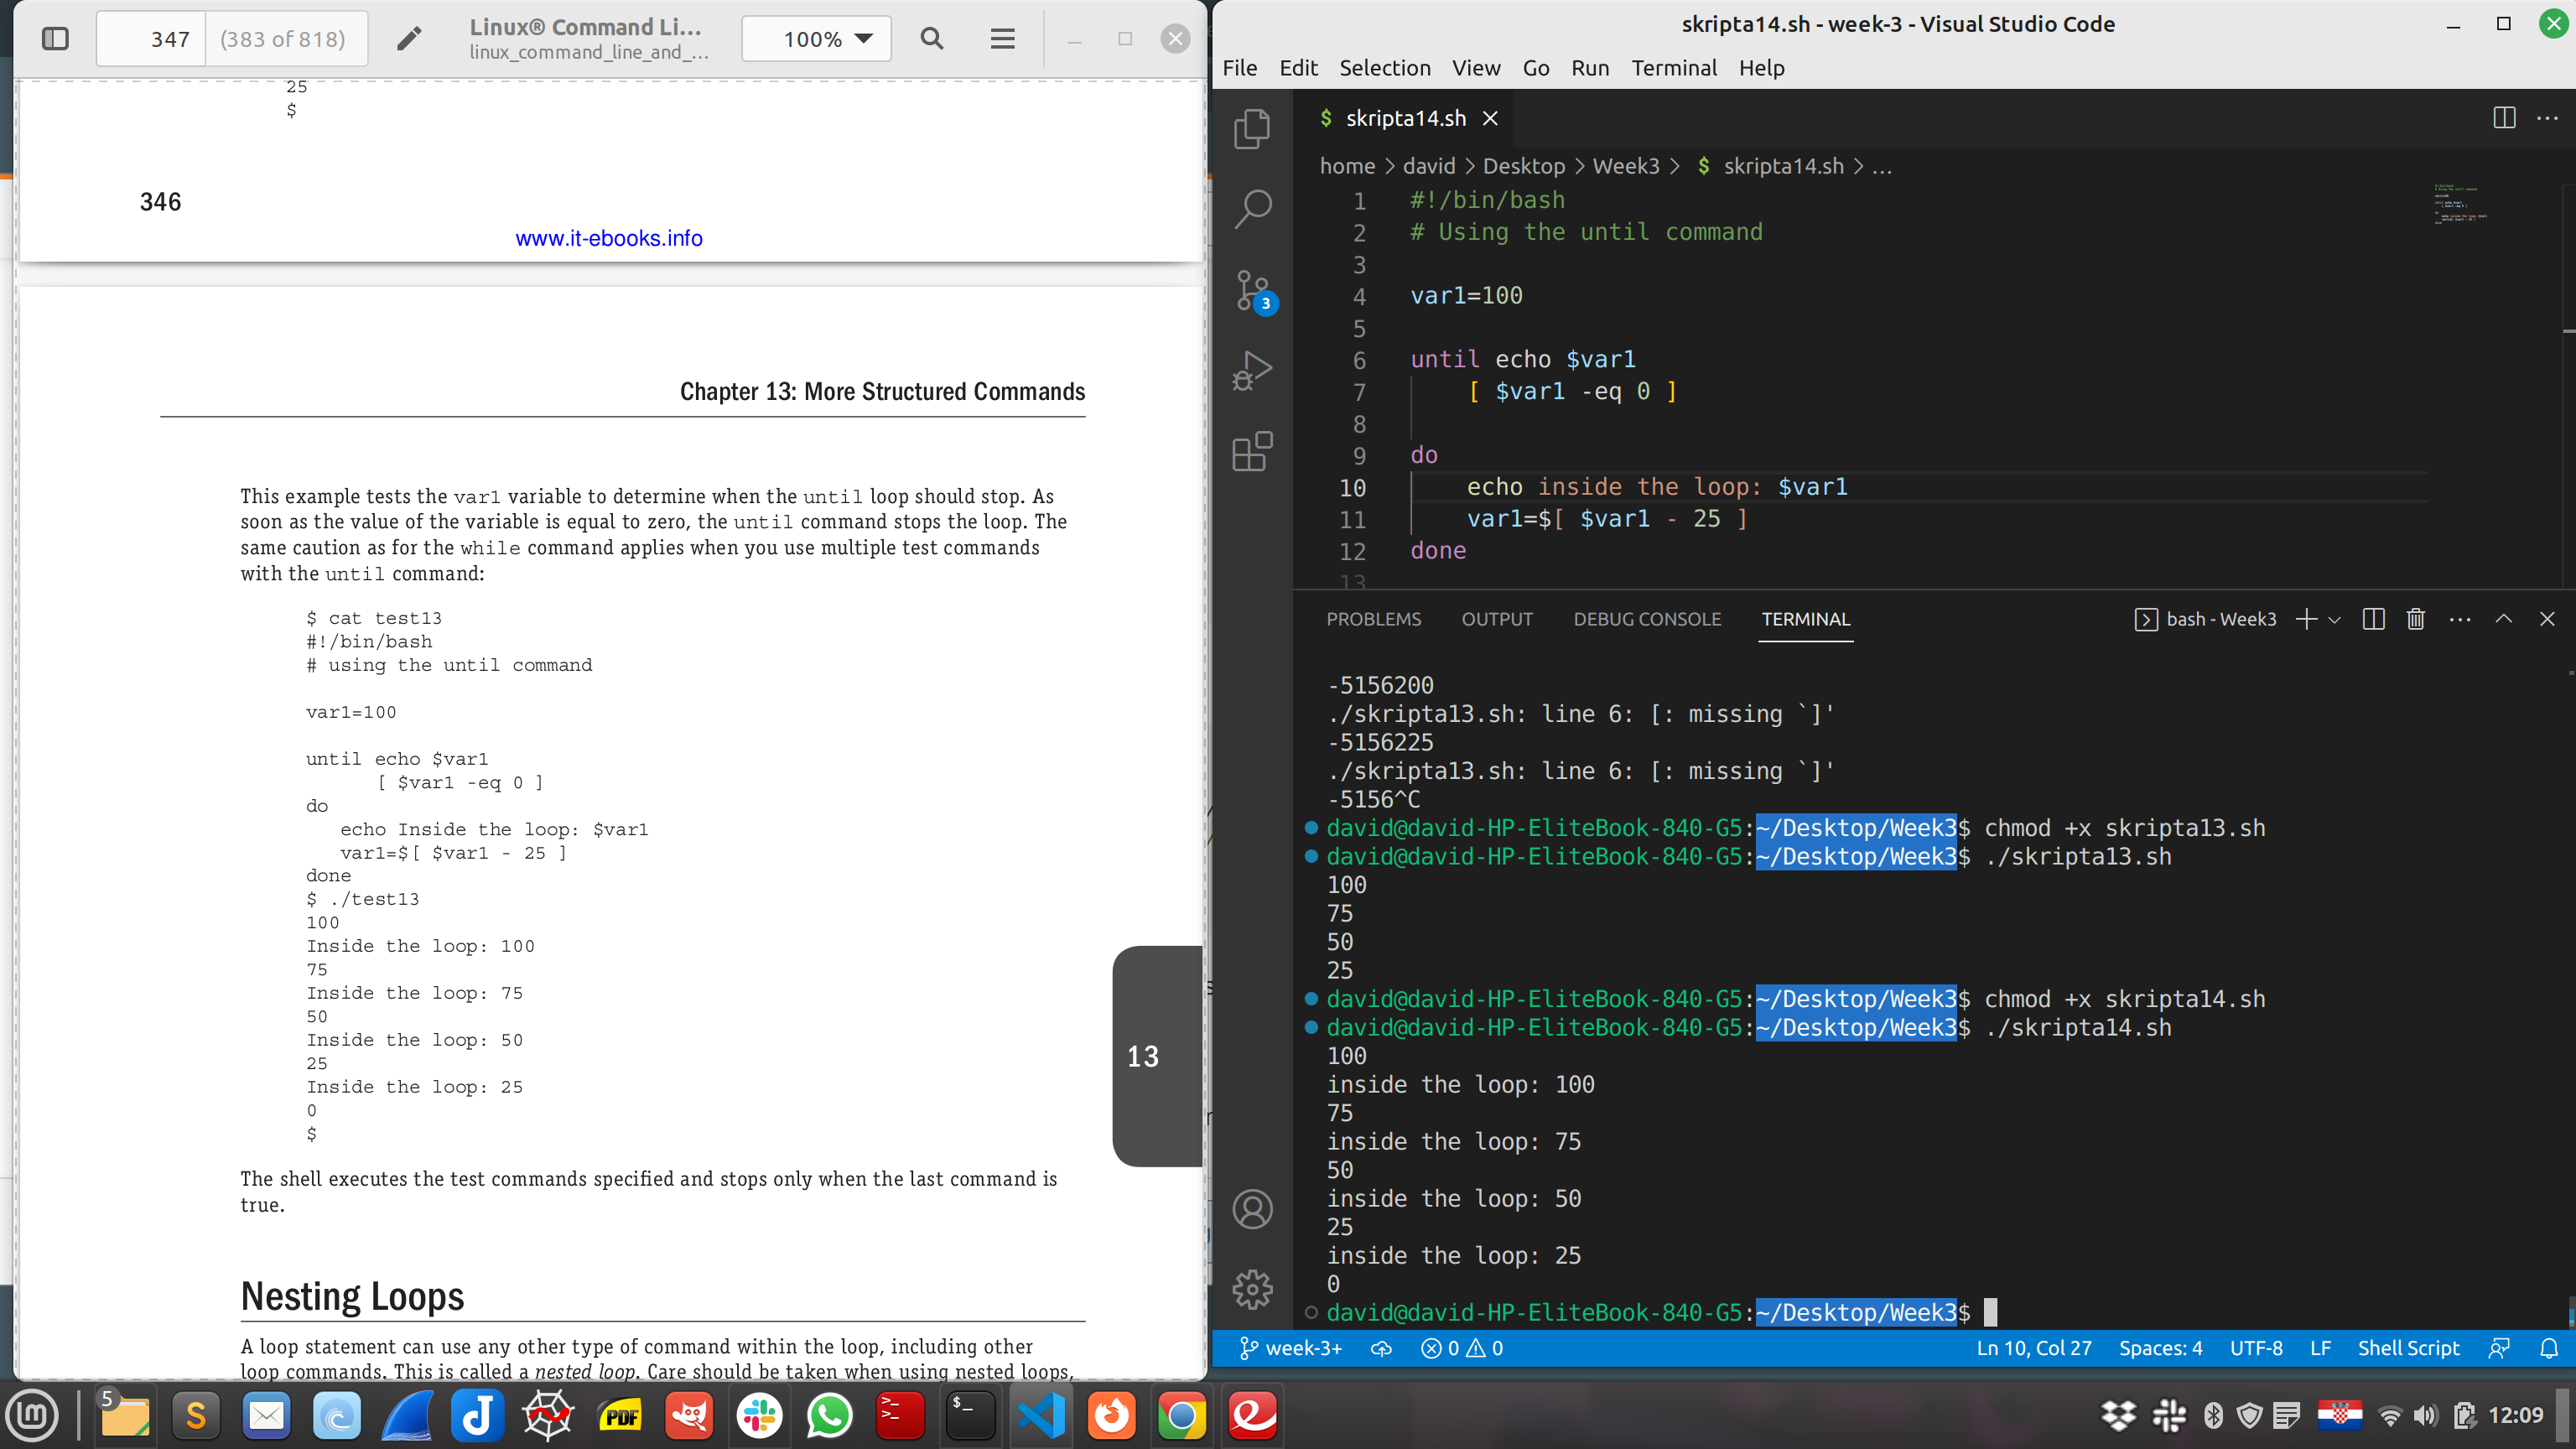 347 (383 of 818)
Linux® Command Li...
linux_command_line_and_...
100%
25
$
346
www.it-ebooks.info
Chapter 13: More Structured Commands
This example tests the var1 variable to determine when the until loop should stop. As
soon as the value of the variable is equal to zero, the until command stops the loop. The
same caution as for the while command applies when you use multiple test commands
with the until command:
$ cat test13
#!/bin/bash
# using the until command
var1=100
until echo $var1
[ $var1 -eq 0 ]
do
echo Inside the loop: $var1
var1=$[ $var1 - 25 ]
done
$ ./test13
100
Inside the loop: 100
75
Inside the loop: 75
50
Inside the loop: 50
25
Inside the loop: 25
0
$
13
The shell executes the test commands specified and stops only when the last command is
true.
Nesting Loops
A loop statement can use any other type of command within the loop, including other
loop commands. This is called a nested loop. Care should be taken when using nested loops,
skripta14.sh - week-3 - Visual Studio Code
File Edit Selection View Go Run Terminal Help
$ skripta14.sh
home > david > Desktop > Week3 > $ skripta14.sh > ...
3
1 #!/bin/bash
2 # Using the until command
3
4 var1=100
5
6 until echo $var1
7 [ $var1 -eq 0 ]
8
9 do
10 echo inside the loop: $var1
11 var1=$[ $var1 - 25 ]
12 done
13
PROBLEMS OUTPUT DEBUG CONSOLE TERMINAL bash - Week3
-5156200
./skripta13.sh: line 6: [: missing `]'
-5156225
./skripta13.sh: line 6: [: missing `]'
-5156^C
david@david-HP-EliteBook-840-G5:~/Desktop/Week3$ chmod +x skripta13.sh
david@david-HP-EliteBook-840-G5:~/Desktop/Week3$ ./skripta13.sh
100
75
50
25
david@david-HP-EliteBook-840-G5:~/Desktop/Week3$ chmod +x skripta14.sh
david@david-HP-EliteBook-840-G5:~/Desktop/Week3$ ./skripta14.sh
100
inside the loop: 100
75
inside the loop: 75
50
inside the loop: 50
25
inside the loop: 25
0
david@david-HP-EliteBook-840-G5:~/Desktop/Week3$
week-3+ 0 0 Ln 10, Col 27 Spaces: 4 UTF-8 LF Shell Script
5 S PDF $_ 12:09